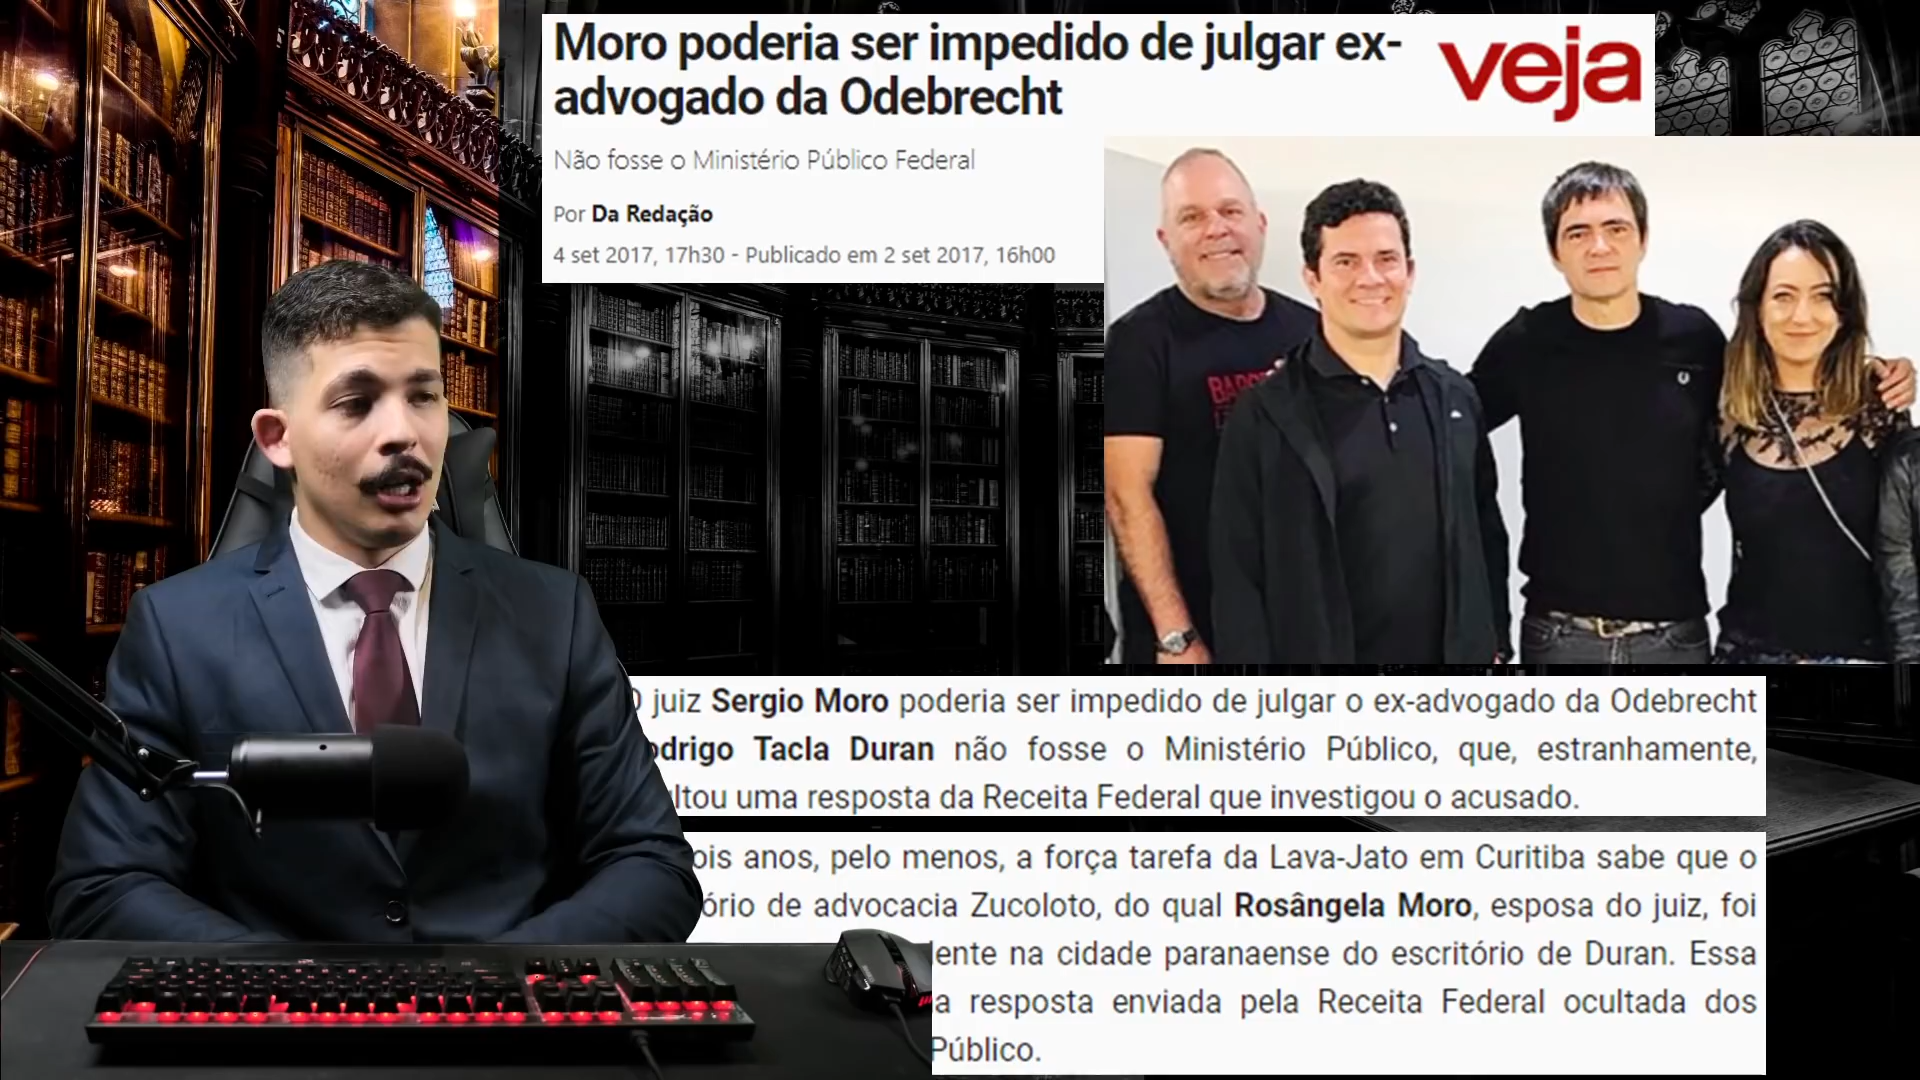 Moro poderia ser impedido de julgar ex-
advogado da Odebrecht
veja
Não fosse o Ministério Público Federal
Por Da Redação
4 set 2017, 17h30 - Publicado em 2 set 2017, 16h00
O juiz Sergio Moro poderia ser impedido de julgar o ex-advogado da Odebrecht
odrigo Tacla Duran não fosse o Ministério Público, que, estranhamente,
ultou uma resposta da Receita Federal que investigou o acusado.
ois anos, pelo menos, a força tarefa da Lava-Jato em Curitiba sabe que o
ório de advocacia Zucoloto, do qual Rosângela Moro, esposa do juiz, foi
ente na cidade paranaense do escritório de Duran. Essa
a resposta enviada pela Receita Federal ocultada dos
Público.